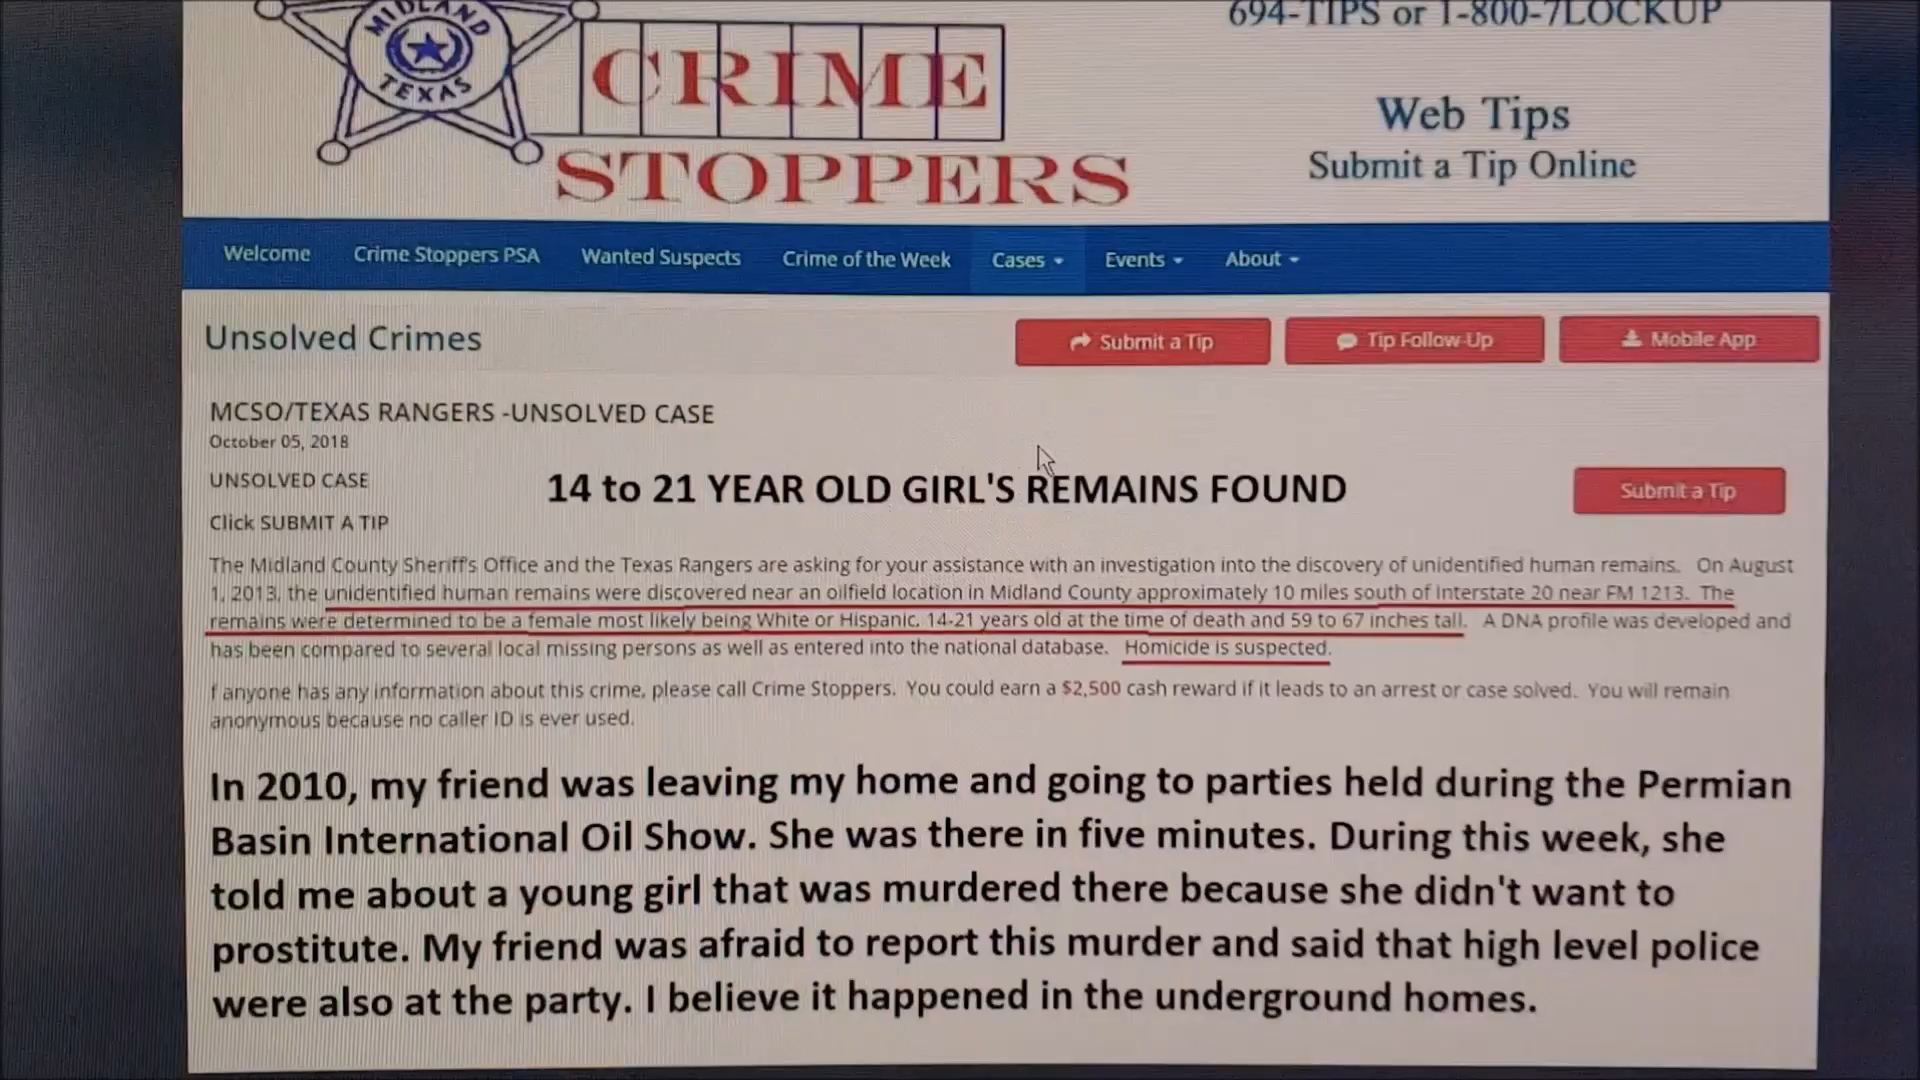 694-TIPS or 1-800-7LOCKUP
MIDLAND
TEXAS
CRIME
STOPPERS
Web Tips
Submit a Tip Online
Welcome Crime Stoppers PSA Wanted Suspects Crime of the Week Cases Events About
Unsolved Crimes
Submit a Tip Tip Follow-Up Mobile App
MCSO/TEXAS RANGERS -UNSOLVED CASE
October 05, 2018
UNSOLVED CASE
14 to 21 YEAR OLD GIRL'S REMAINS FOUND
Submit a Tip
Click SUBMIT A TIP
The Midland County Sheriff's Office and the Texas Rangers are asking for your assistance with an investigation into the discovery of unidentified human remains. On August
1, 2013, the unidentified human remains were discovered near an oilfield location in Midland County approximately 10 miles south of Interstate 20 near FM 1213. The
remains were determined to be a female most likely being White or Hispanic, 14-21 years old at the time of death and 59 to 67 inches tall. A DNA profile was developed and
has been compared to several local missing persons as well as entered into the national database. Homicide is suspected.
f anyone has any information about this crime, please call Crime Stoppers. You could earn a $2,500 cash reward if it leads to an arrest or case solved. You will remain
anonymous because no caller ID is ever used.
In 2010, my friend was leaving my home and going to parties held during the Permian
Basin International Oil Show. She was there in five minutes. During this week, she
told me about a young girl that was murdered there because she didn't want to
prostitute. My friend was afraid to report this murder and said that high level police
were also at the party. I believe it happened in the underground homes.